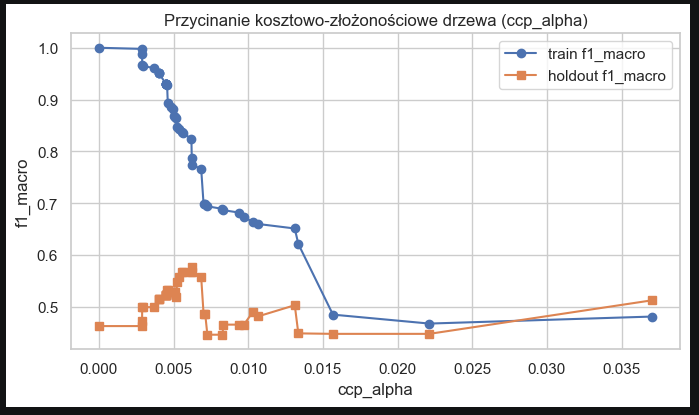 Przycinanie kosztowo-złożonościowe drzewa (ccp_alpha)
train f1_macro
holdout f1_macro
f1_macro
1.0
0.9
0.8
0.7
0.6
0.5
0.000 0.005 0.010 0.015 0.020 0.025 0.030 0.035
ccp_alpha